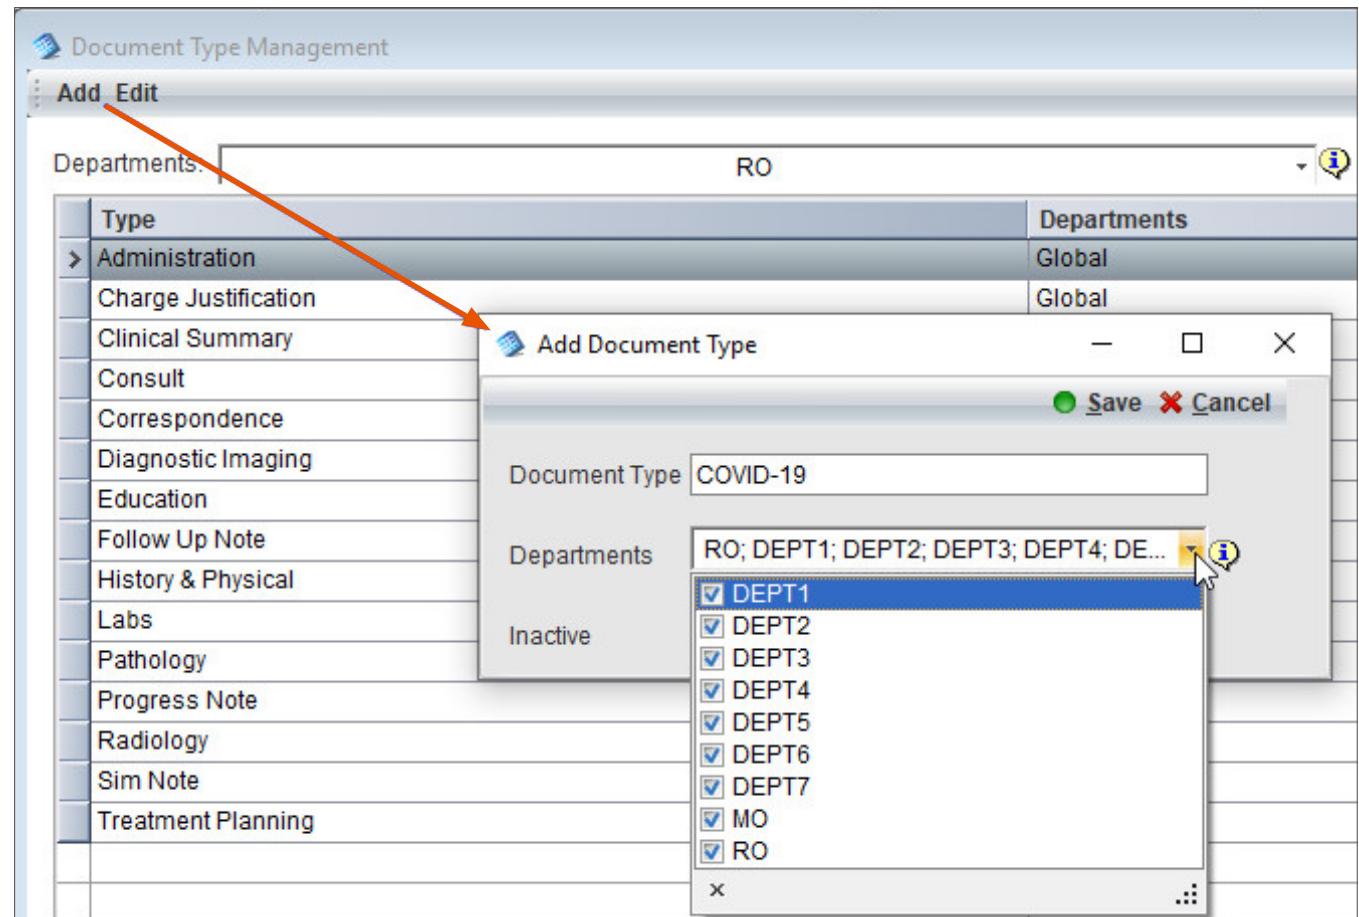 Document Type Management
Add Edit
Departments: RO
Type Departments
Administration Global
Charge Justification Global
Clinical Summary
Consult
Correspondence
Diagnostic Imaging
Education
Follow Up Note
History & Physical
Labs
Pathology
Progress Note
Radiology
Sim Note
Treatment Planning
Add Document Type
Save Cancel
Document Type COVID-19
Departments RO; DEPT1; DEPT2; DEPT3; DEPT4; DE...
Inactive
DEPT1
DEPT2
DEPT3
DEPT4
DEPT5
DEPT6
DEPT7
MO
RO